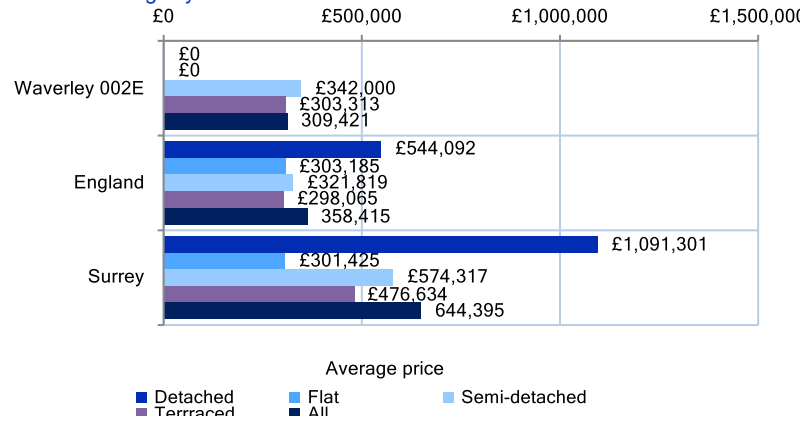 £0 £500,000 £1,000,000 £1,500,000
£0
£0
Waverley 002E £342,000
£303,313
309,421
£544,092
£303,185
England £321,819
£298,065
358,415
£1,091,301
£301,425
Surrey £574,317
£476,634
644,395
Average price
Detached Flat Semi-detached
Terrraced All